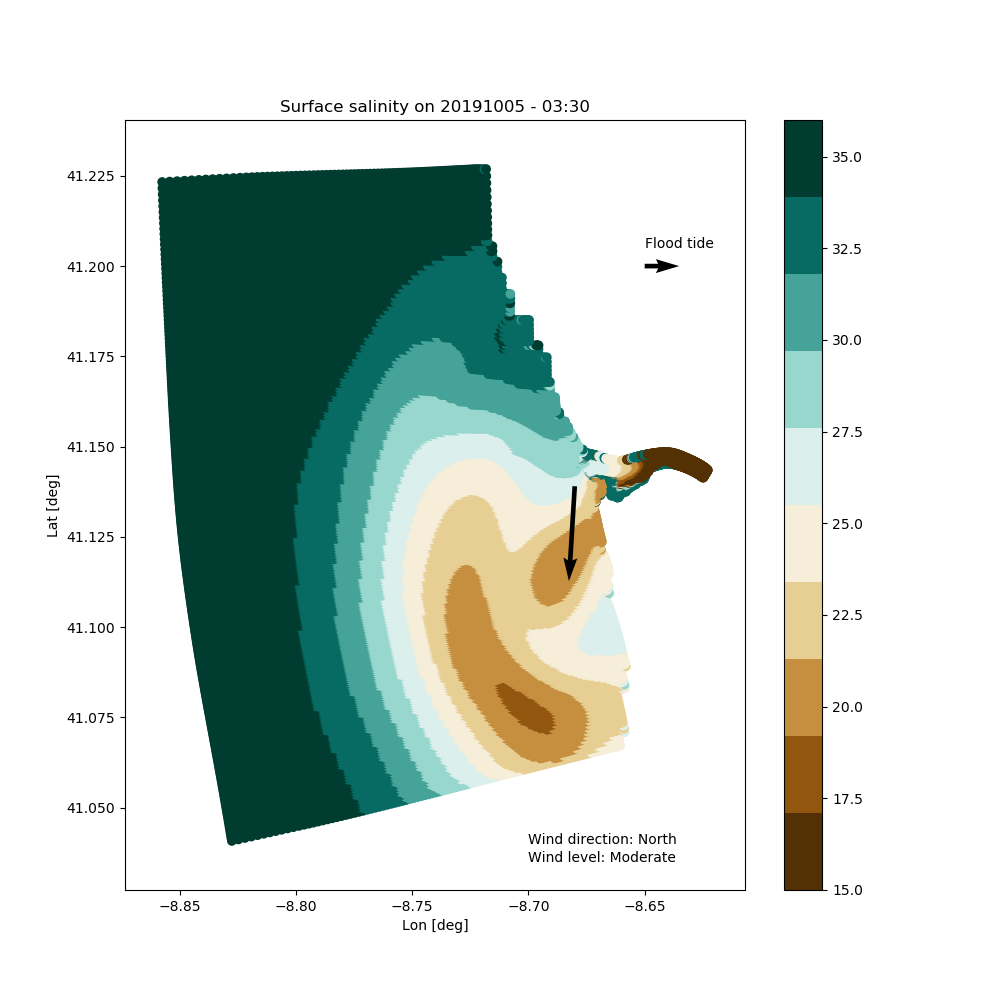 Surface salinity on 20191005 - 03:30
41.225
41.200
41.175
41.150
41.125
41.100
41.075
41.050
Lat [deg]
Flood tide
Wind direction: North
Wind level: Moderate
−8.85 −8.80 −8.75 −8.70 −8.65
Lon [deg]
35.0
32.5
30.0
27.5
25.0
22.5
20.0
17.5
15.0